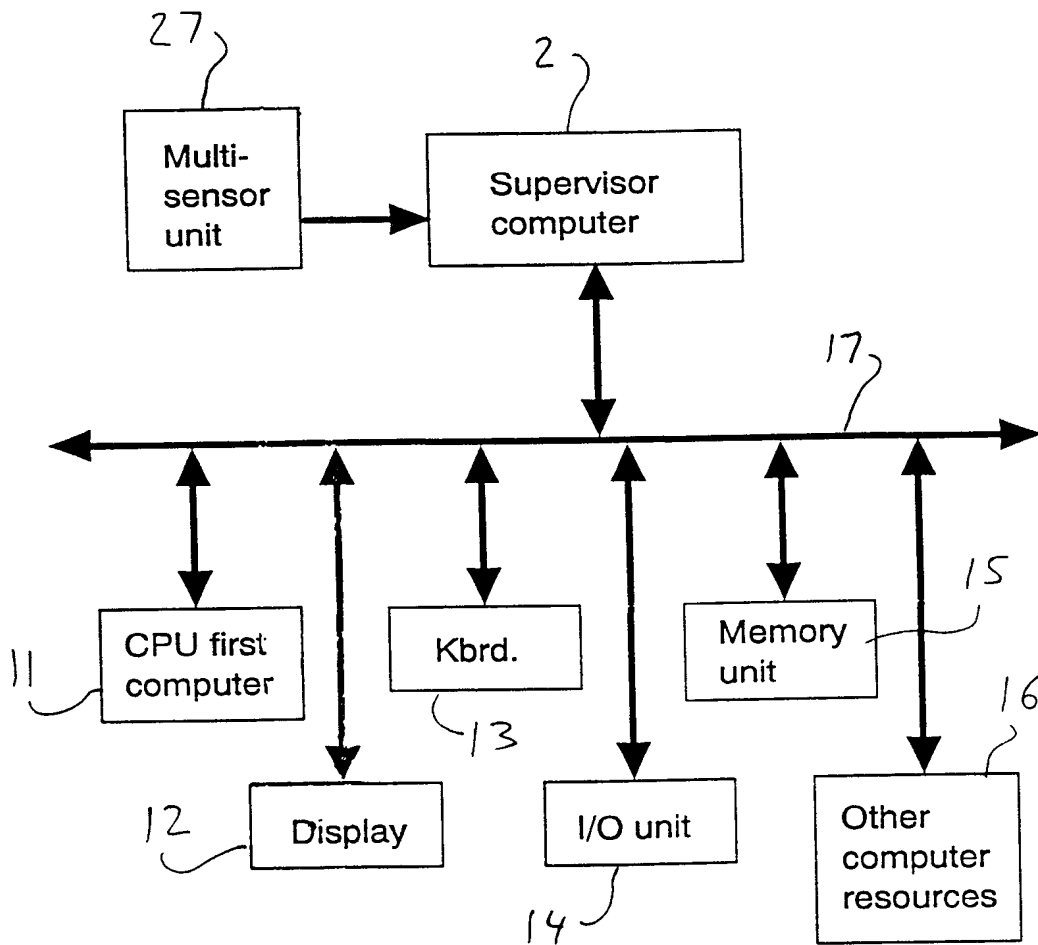 27
2
Multi-
sensor
unit
Supervisor
computer
17
15
CPU first
computer
Kbrd.
Memory
unit
11
13
16
12
Display
I/O unit
Other
computer
resources
14